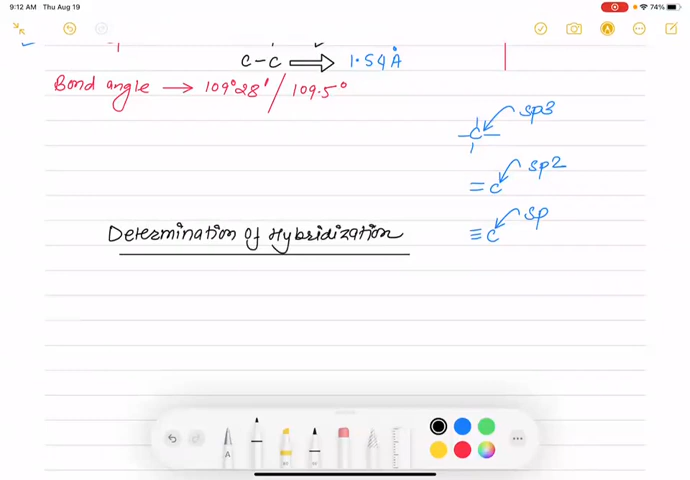 9:12 AM Thu Aug 19
74%
C-C ⟹ 1.54Å
Bond angle → 109°28' / 109.5°
C sp3
=C sp2
≡C sp
Determination of Hybridization
A